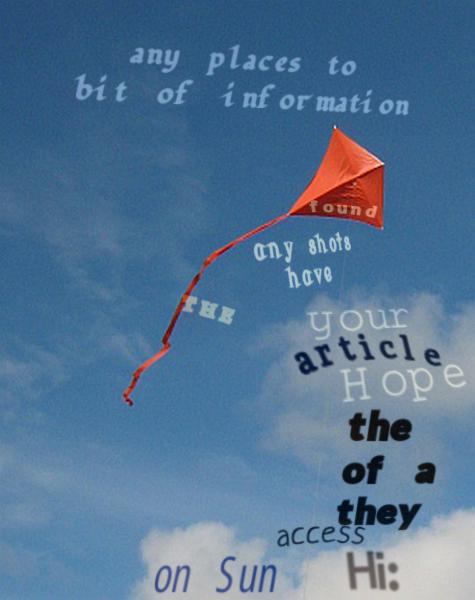 any places to
bit of information
found
any shots
have
THE
your
article
Hope
the
of a
they
access
on Sun
Hi: